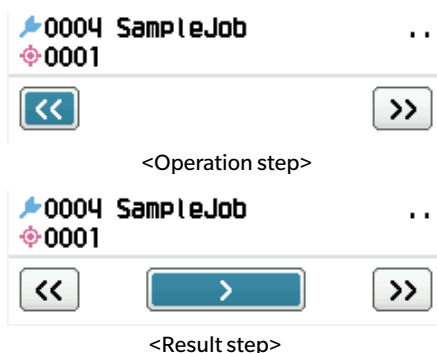 0004 SampleJob ..
0001
<< >>
<Operation step>
0004 SampleJob ..
0001
<< > >>
<Result step>